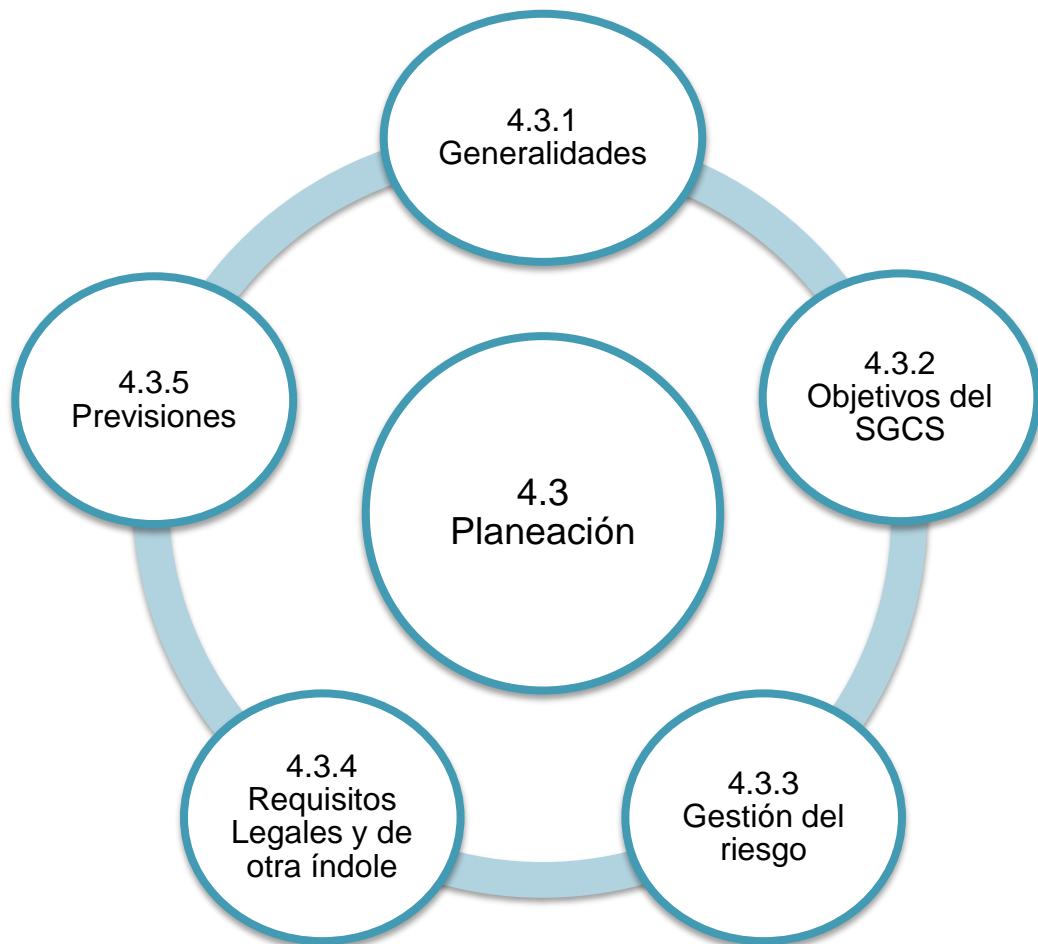 4.3.1
Generalidades
4.3.2
Objetivos del
SGCS
4.3.3
Gestión del
riesgo
4.3.4
Requisitos
Legales y de
otra índole
4.3.5
Previsiones
4.3
Planeación